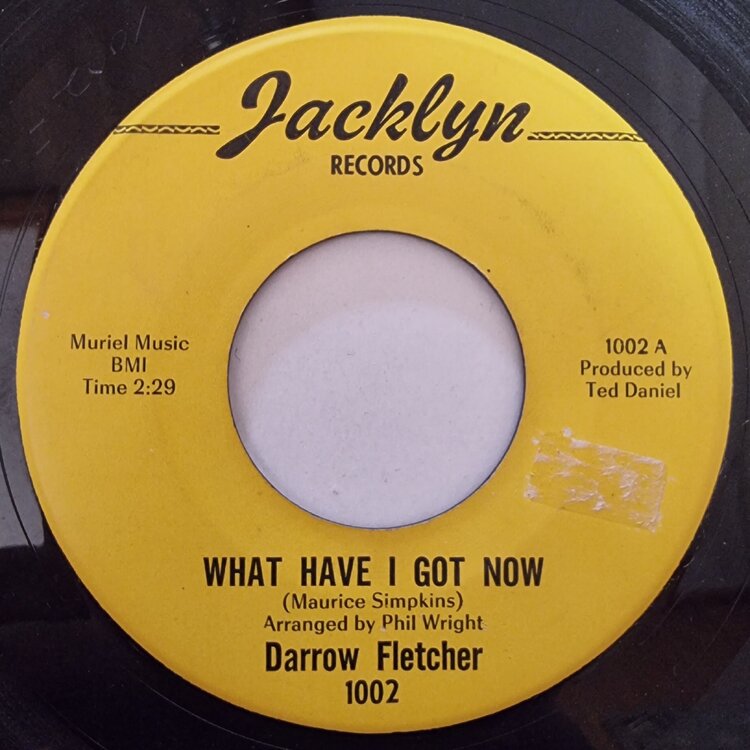 Jacklyn
RECORDS
Muriel Music
BMI
Time 2:29
1002 A
Produced by
Ted Daniel
WHAT HAVE I GOT NOW
(Maurice Simpkins)
Arranged by Phil Wright
Darrow Fletcher
1002